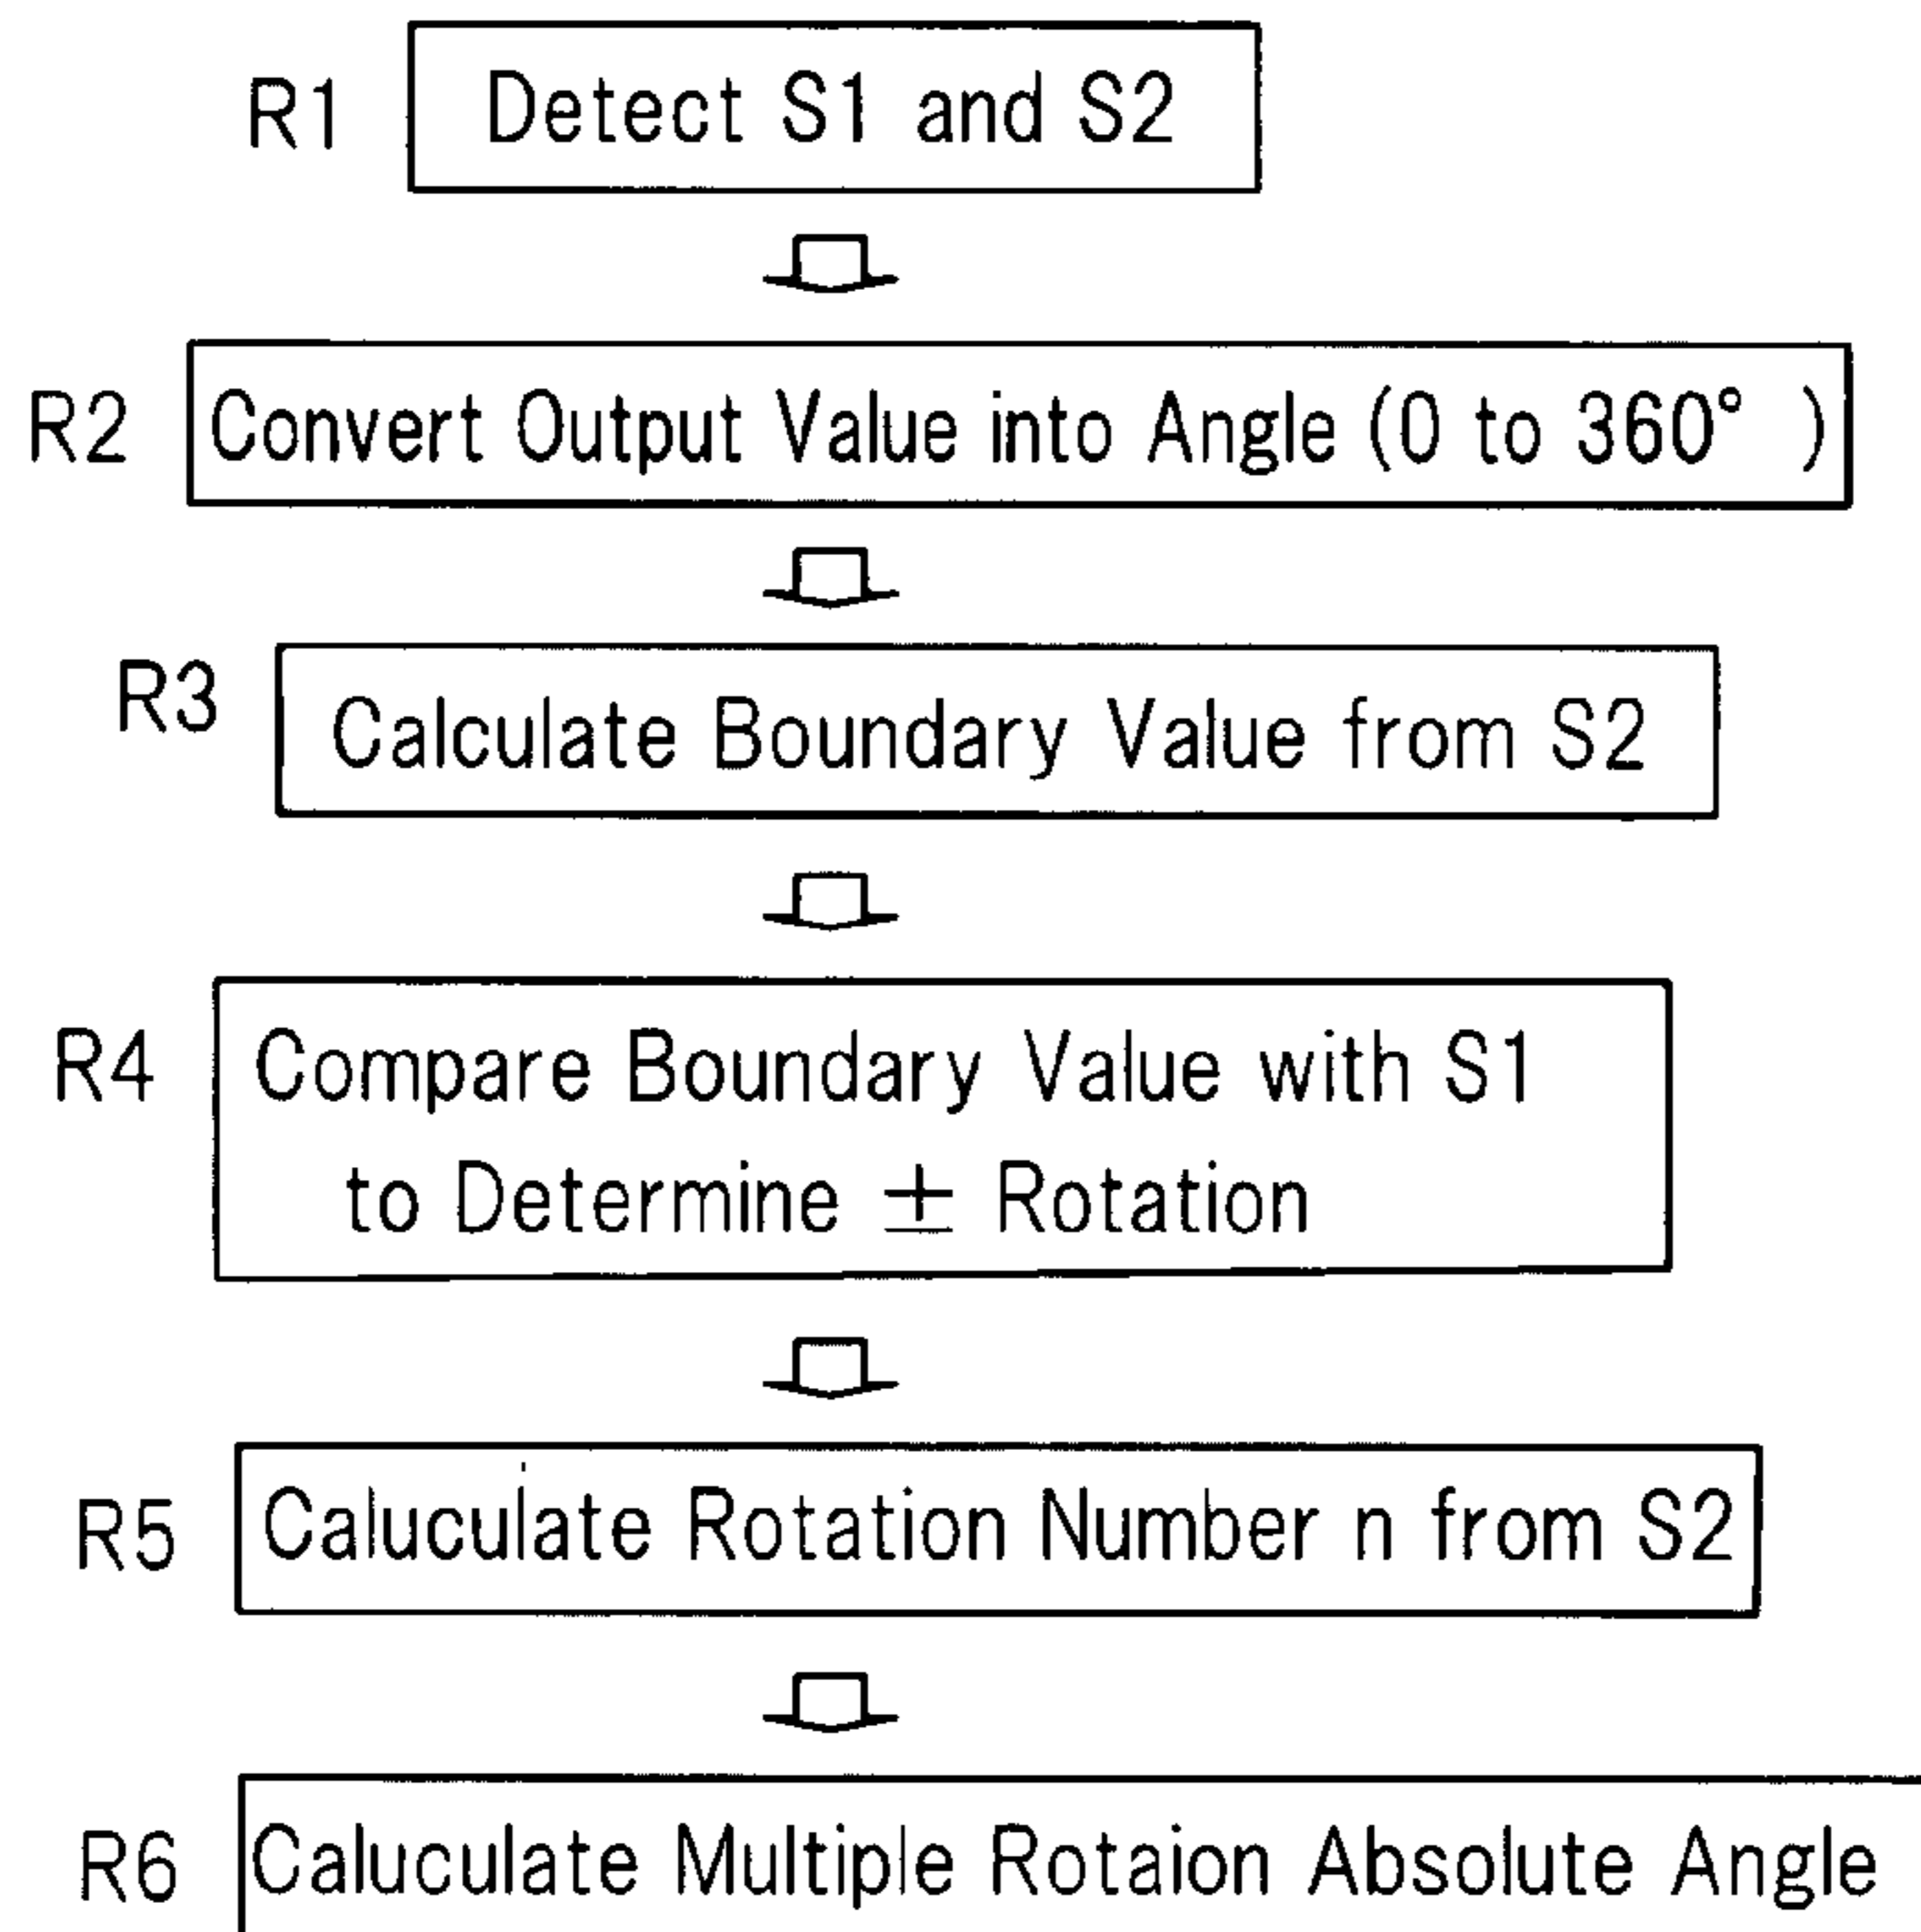 R1 Detect S1 and S2
R2 Convert Output Value into Angle (0 to 360° )
R3 Calculate Boundary Value from S2
R4 Compare Boundary Value with S1
to Determine ± Rotation
R5 Caluculate Rotation Number n from S2
R6 Caluculate Multiple Rotaion Absolute Angle